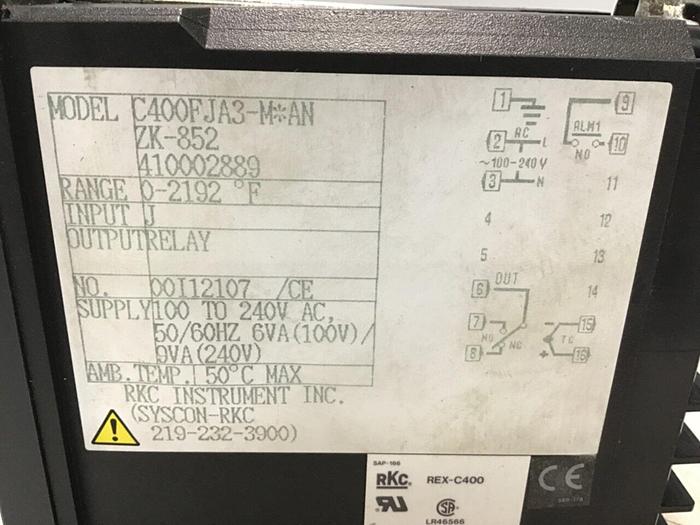 MODEL C400FJA3-M*AN
ZK-852
410002889
RANGE 0-2192 °F
INPUT J
OUTPUT RELAY
NO. 00I12107 /CE
SUPPLY 100 TO 240V AC,
50/60HZ 6VA(100V)/
9VA(240V)
AMB. TEMP. 50°C MAX
RKC INSTRUMENT INC.
(SYSCON-RKC
219-232-3900)
1
2 AC L
~100-240V
3 N
4
5
6 OUT
7 NO
8 NC
9
ALM1
NO 10
11
12
13
14
15
TC
+ 16
SAP-166
RKC. REX-C400
LR46566
CE